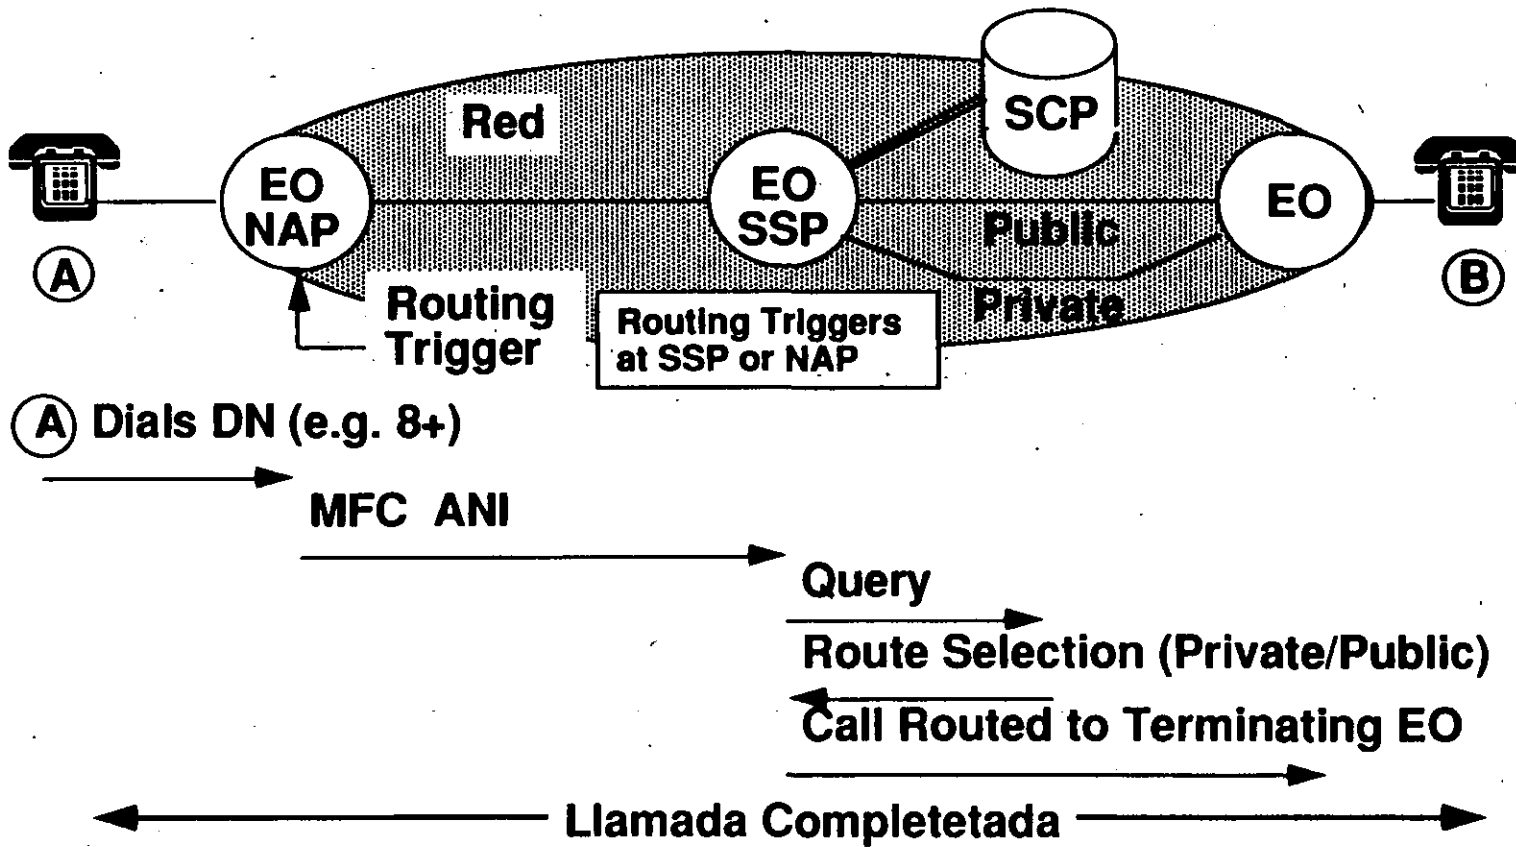 Red
SCP
EO
NAP
EO
SSP
EO
Public
Private
A
B
Routing
Trigger
Routing Triggers
at SSP or NAP
A Dials DN (e.g. 8+)
MFC ANI
Query
Route Selection (Private/Public)
Call Routed to Terminating EO
Llamada Completetada